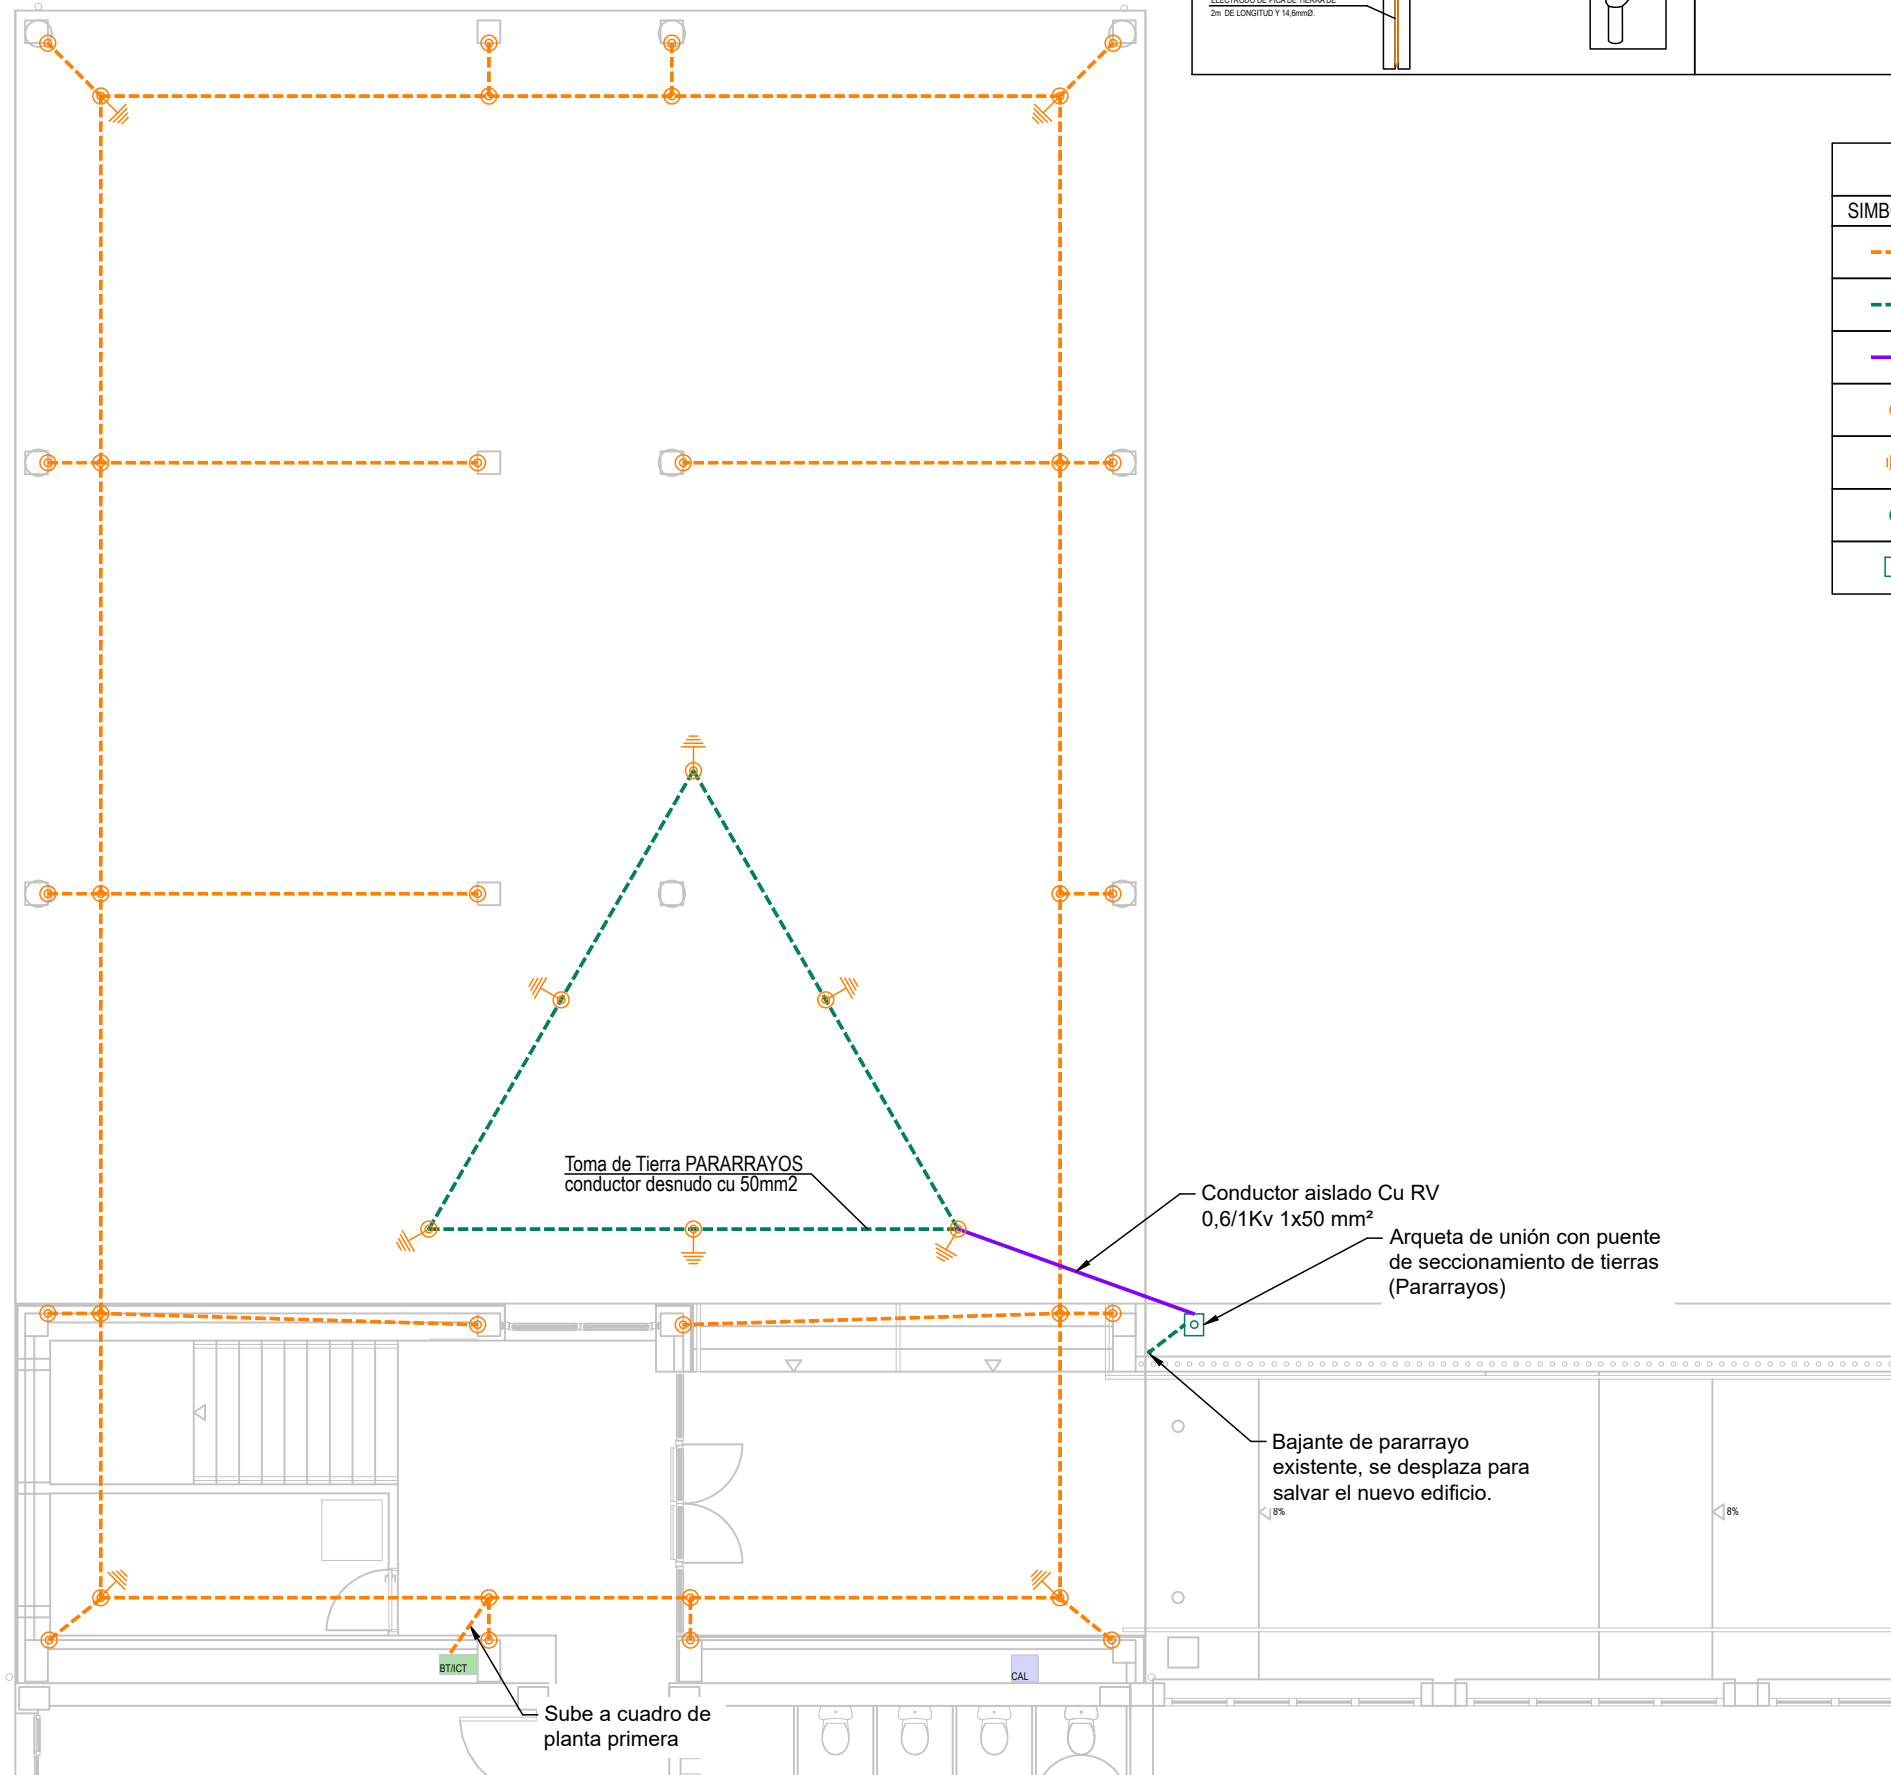 ELECTRODO DE PICA DE TIERRA DE
2m DE LONGITUD Y 14,6mmØ.
SIMB
Toma de Tierra PARARRAYOS
conductor desnudo cu 50mm2
Conductor aislado Cu RV
0,6/1Kv 1x50 mm²
Arqueta de unión con puente
de seccionamiento de tierras
(Pararrayos)
Bajante de pararrayo
existente, se desplaza para
salvar el nuevo edificio.
8%
8%
BT/ICT
CAL
Sube a cuadro de
planta primera